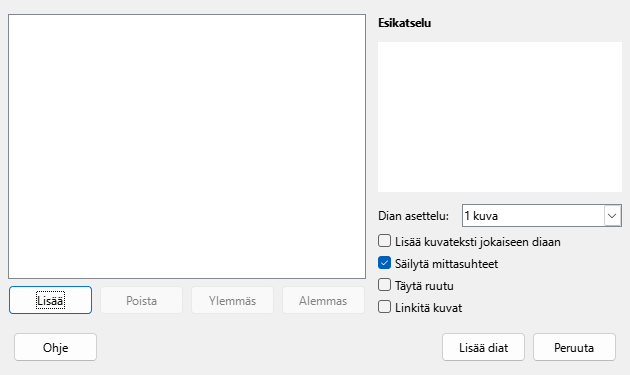 Esikatselu
Dian asettelu: 1 kuva
Lisää kuvateksti jokaiseen diaan
Säilytä mittasuhteet
Täytä ruutu
Linkitä kuvat
Lisää Poista Ylemmäs Alemmas
Ohje Lisää diat Peruuta